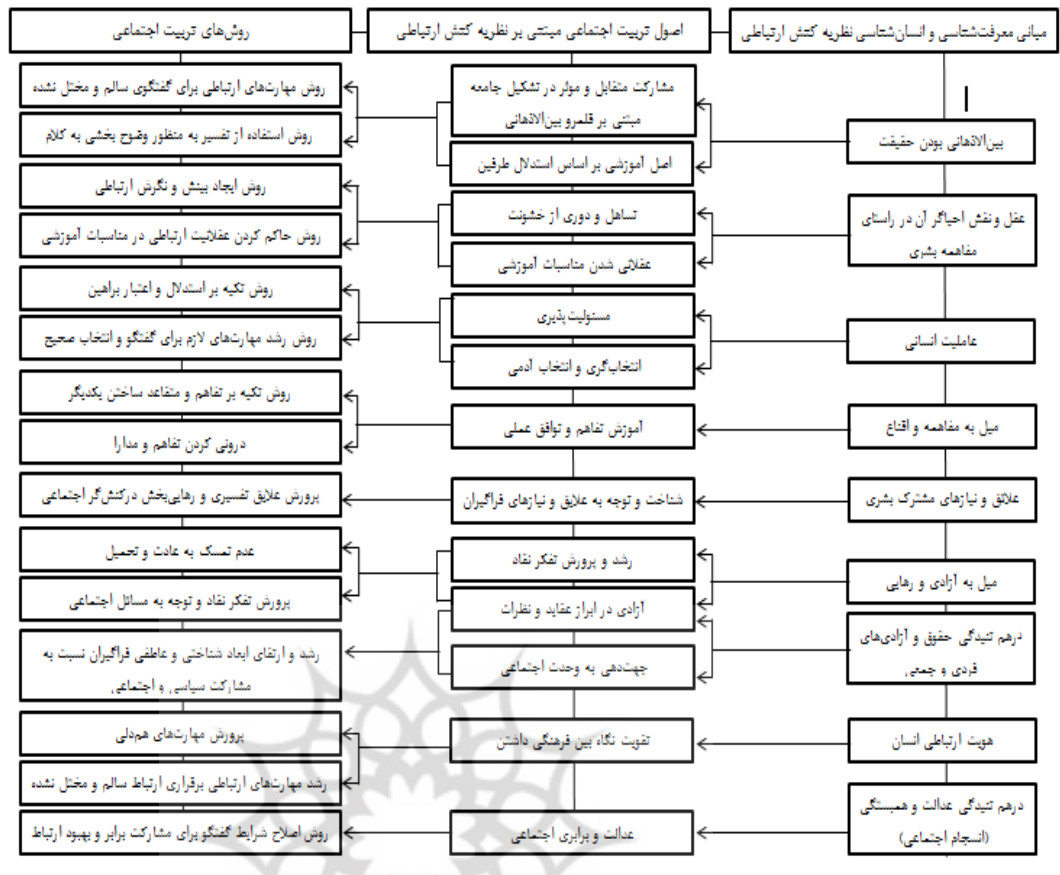 مبانی معرفت‌شناسی و انسان‌شناسی نظریه کنش ارتباطی
اصول تربیت اجتماعی مبتنی بر نظریه کنش ارتباطی
روش‌های تربیت اجتماعی
بین‌الاذهانی بودن حقیقت
مشارکت متقابل و موثر در تشکیل جامعه
مبتنی بر قلمرو بین‌الاذهانی
اصل آموزشی بر اساس استدلال طرفین
روش مهارت‌های ارتباطی برای گفتگوی سالم و مختل نشده
روش استفاده از تفسیر به منظور وضوح بخشی به کلام
عقل و نقش احیاگر آن در راستای
مفاهمه بشری
تساهل و دوری از خشونت
عقلانی شدن مناسبات آموزشی
روش ایجاد بینش و نگرش ارتباطی
روش حاکم کردن عقلانیت ارتباطی در مناسبات آموزشی
عاملیت انسانی
مسئولیت‌پذیری
انتخاب‌گری و انتخاب آدمی
روش تکیه بر استدلال و اعتبار براهین
روش رشد مهارت‌های لازم برای گفتگو و انتخاب صحیح
میل به مفاهمه و اقناع
آموزش تفاهم و توافق عملی
روش تکیه بر تفاهم و متقاعد ساختن یکدیگر
درونی کردن تفاهم و مدارا
علائق و نیازهای مشترک بشری
شناخت و توجه به علایق و نیازهای فراگیران
پرورش علایق تفسیری و رهایی‌بخش درکنش‌گر اجتماعی
میل به آزادی و رهایی
رشد و پرورش تفکر نقاد
آزادی در ابراز عقاید و نظرات
عدم تمسک به عادت و تحمیل
پرورش تفکر نقاد و توجه به مسائل اجتماعی
درهم تنیدگی حقوق و آزادی‌های
فردی و جمعی
جهت‌دهی به وحدت اجتماعی
رشد و ارتقای ابعاد شناختی و عاطفی فراگیران نسبت به
مشارکت سیاسی و اجتماعی
هویت ارتباطی انسان
تقویت نگاه بین فرهنگی داشتن
پرورش مهارت‌های هم‌دلی
رشد مهارت‌های ارتباطی برقراری ارتباط سالم و مختل نشده
درهم تنیدگی عدالت و همبستگی
(انسجام اجتماعی)
عدالت و برابری اجتماعی
روش اصلاح شرایط گفتگو برای مشارکت برابر و بهبود ارتباط